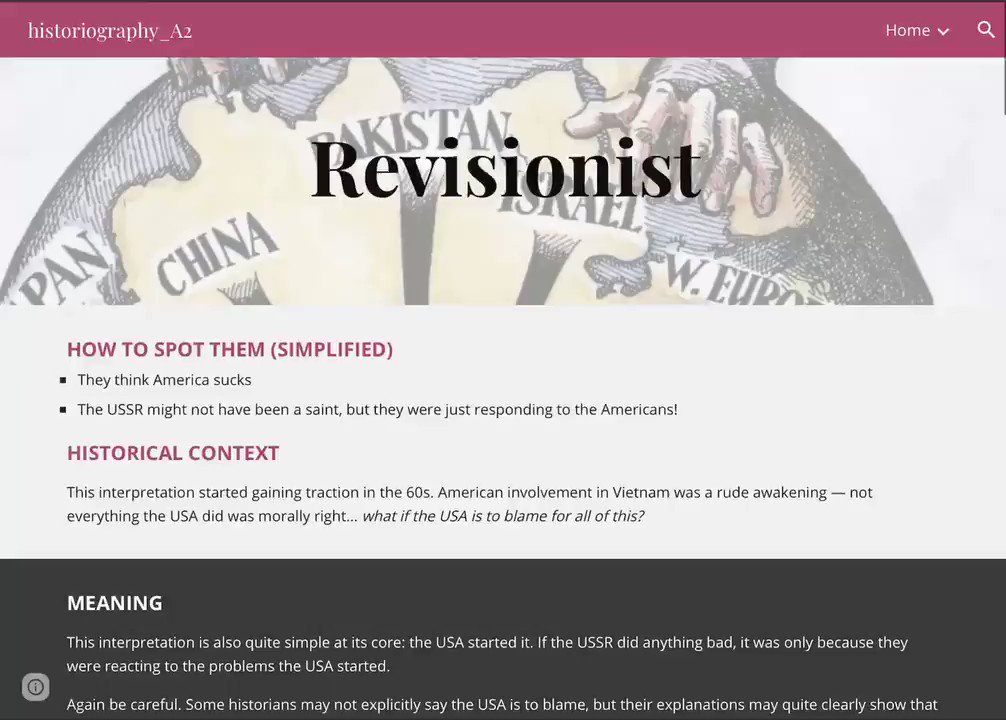 historiography_A2
Home
PAKISTAN
Revisionist
ISRAEL
CHINA
PAN
W. EURO
HOW TO SPOT THEM (SIMPLIFIED)
▪ They think America sucks
▪ The USSR might not have been a saint, but they were just responding to the Americans!
HISTORICAL CONTEXT
This interpretation started gaining traction in the 60s. American involvement in Vietnam was a rude awakening — not
everything the USA did was morally right... what if the USA is to blame for all of this?
MEANING
This interpretation is also quite simple at its core: the USA started it. If the USSR did anything bad, it was only because they
were reacting to the problems the USA started.
Again be careful. Some historians may not explicitly say the USA is to blame, but their explanations may quite clearly show that